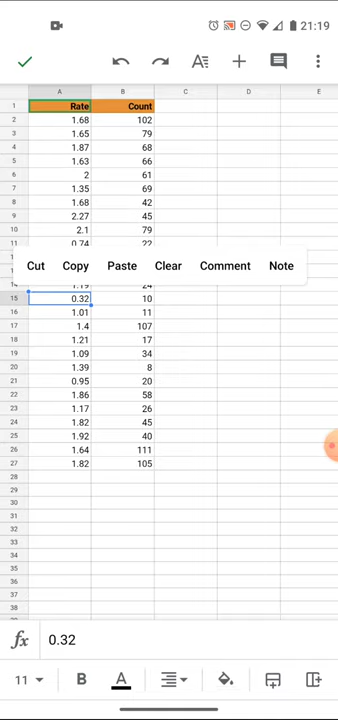 21:19
A B C D E
1 Rate Count
2 1.68 102
3 1.65 79
4 1.87 68
5 1.63 66
6 2 61
7 1.35 69
8 1.68 42
9 2.27 45
10 2.1 79
11 0.74 22
Cut Copy Paste Clear Comment Note
14 1.19 24
15 0.32 10
16 1.01 11
17 1.4 107
18 1.21 17
19 1.09 34
20 1.39 8
21 0.95 20
22 1.86 58
23 1.17 26
24 1.82 45
25 1.92 40
26 1.64 111
27 1.82 105
28
29
30
31
32
33
34
35
36
37
38
fx 0.32
11 B A